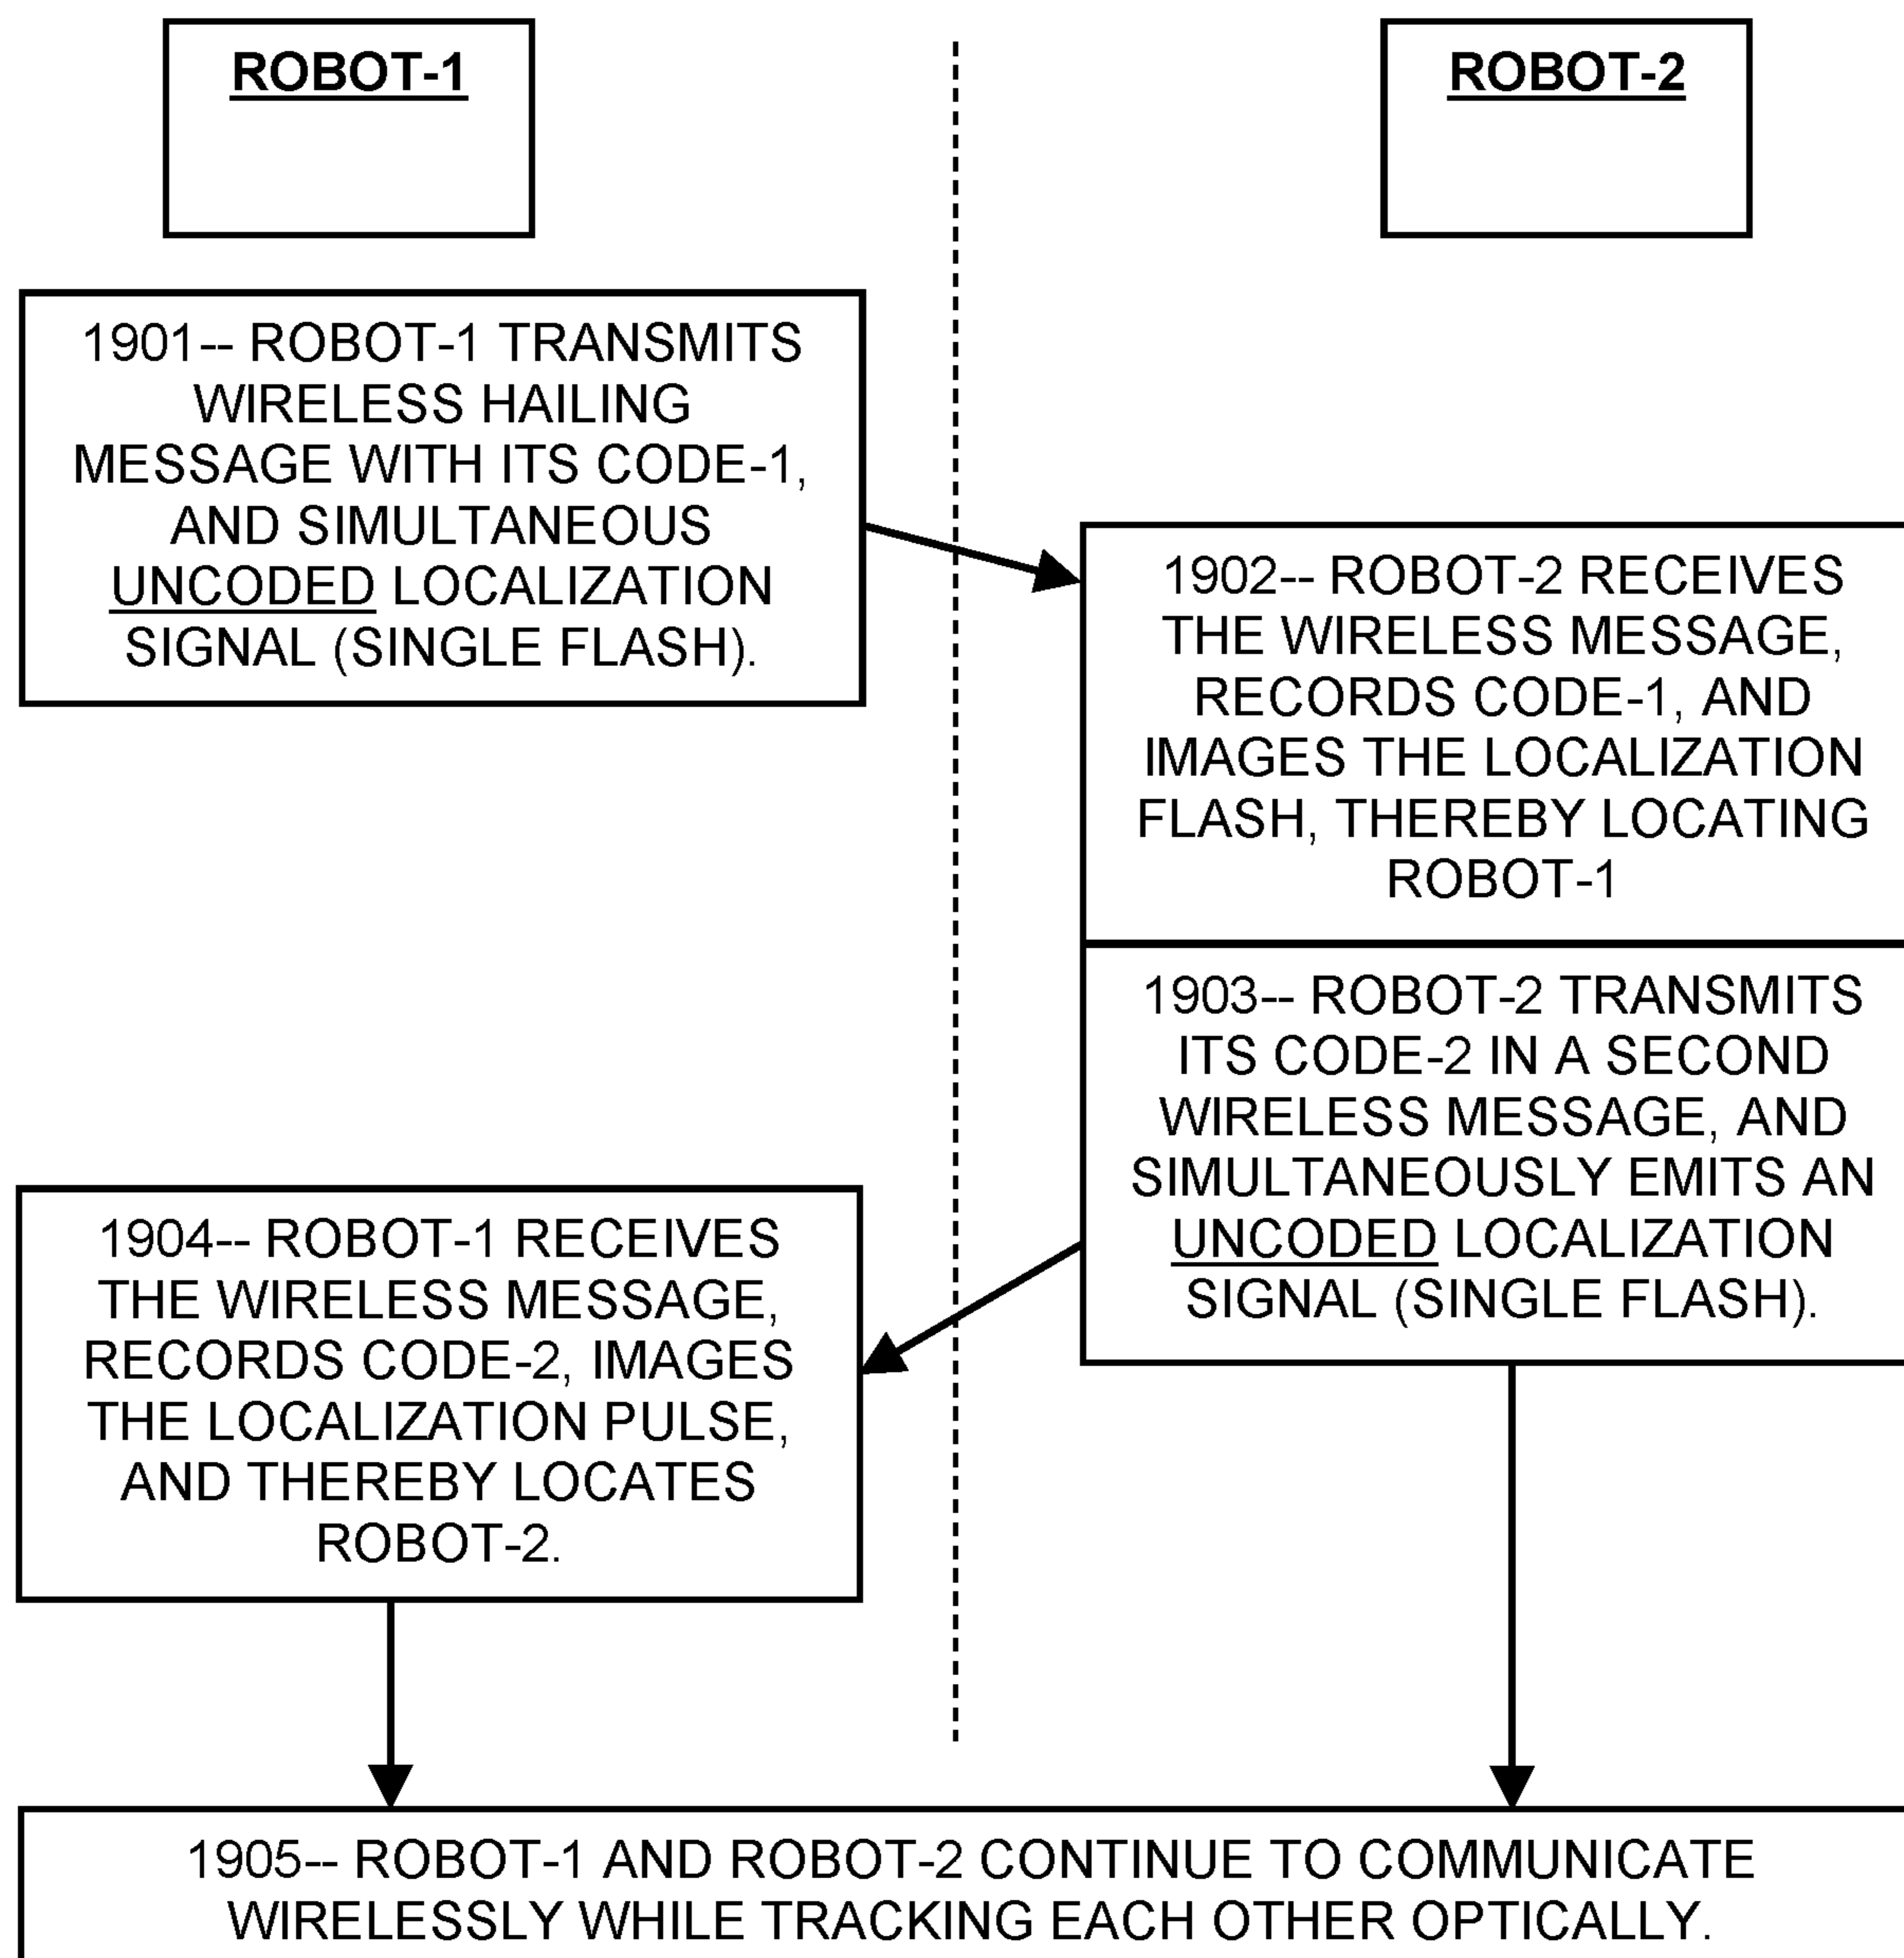 ROBOT-1
ROBOT-2
1901-- ROBOT-1 TRANSMITS
WIRELESS HAILING
MESSAGE WITH ITS CODE-1,
AND SIMULTANEOUS
UNCODED LOCALIZATION
SIGNAL (SINGLE FLASH).
1902-- ROBOT-2 RECEIVES
THE WIRELESS MESSAGE,
RECORDS CODE-1, AND
IMAGES THE LOCALIZATION
FLASH, THEREBY LOCATING
ROBOT-1
1903-- ROBOT-2 TRANSMITS
ITS CODE-2 IN A SECOND
WIRELESS MESSAGE, AND
SIMULTANEOUSLY EMITS AN
UNCODED LOCALIZATION
SIGNAL (SINGLE FLASH).
1904-- ROBOT-1 RECEIVES
THE WIRELESS MESSAGE,
RECORDS CODE-2, IMAGES
THE LOCALIZATION PULSE,
AND THEREBY LOCATES
ROBOT-2.
1905-- ROBOT-1 AND ROBOT-2 CONTINUE TO COMMUNICATE
WIRELESSLY WHILE TRACKING EACH OTHER OPTICALLY.